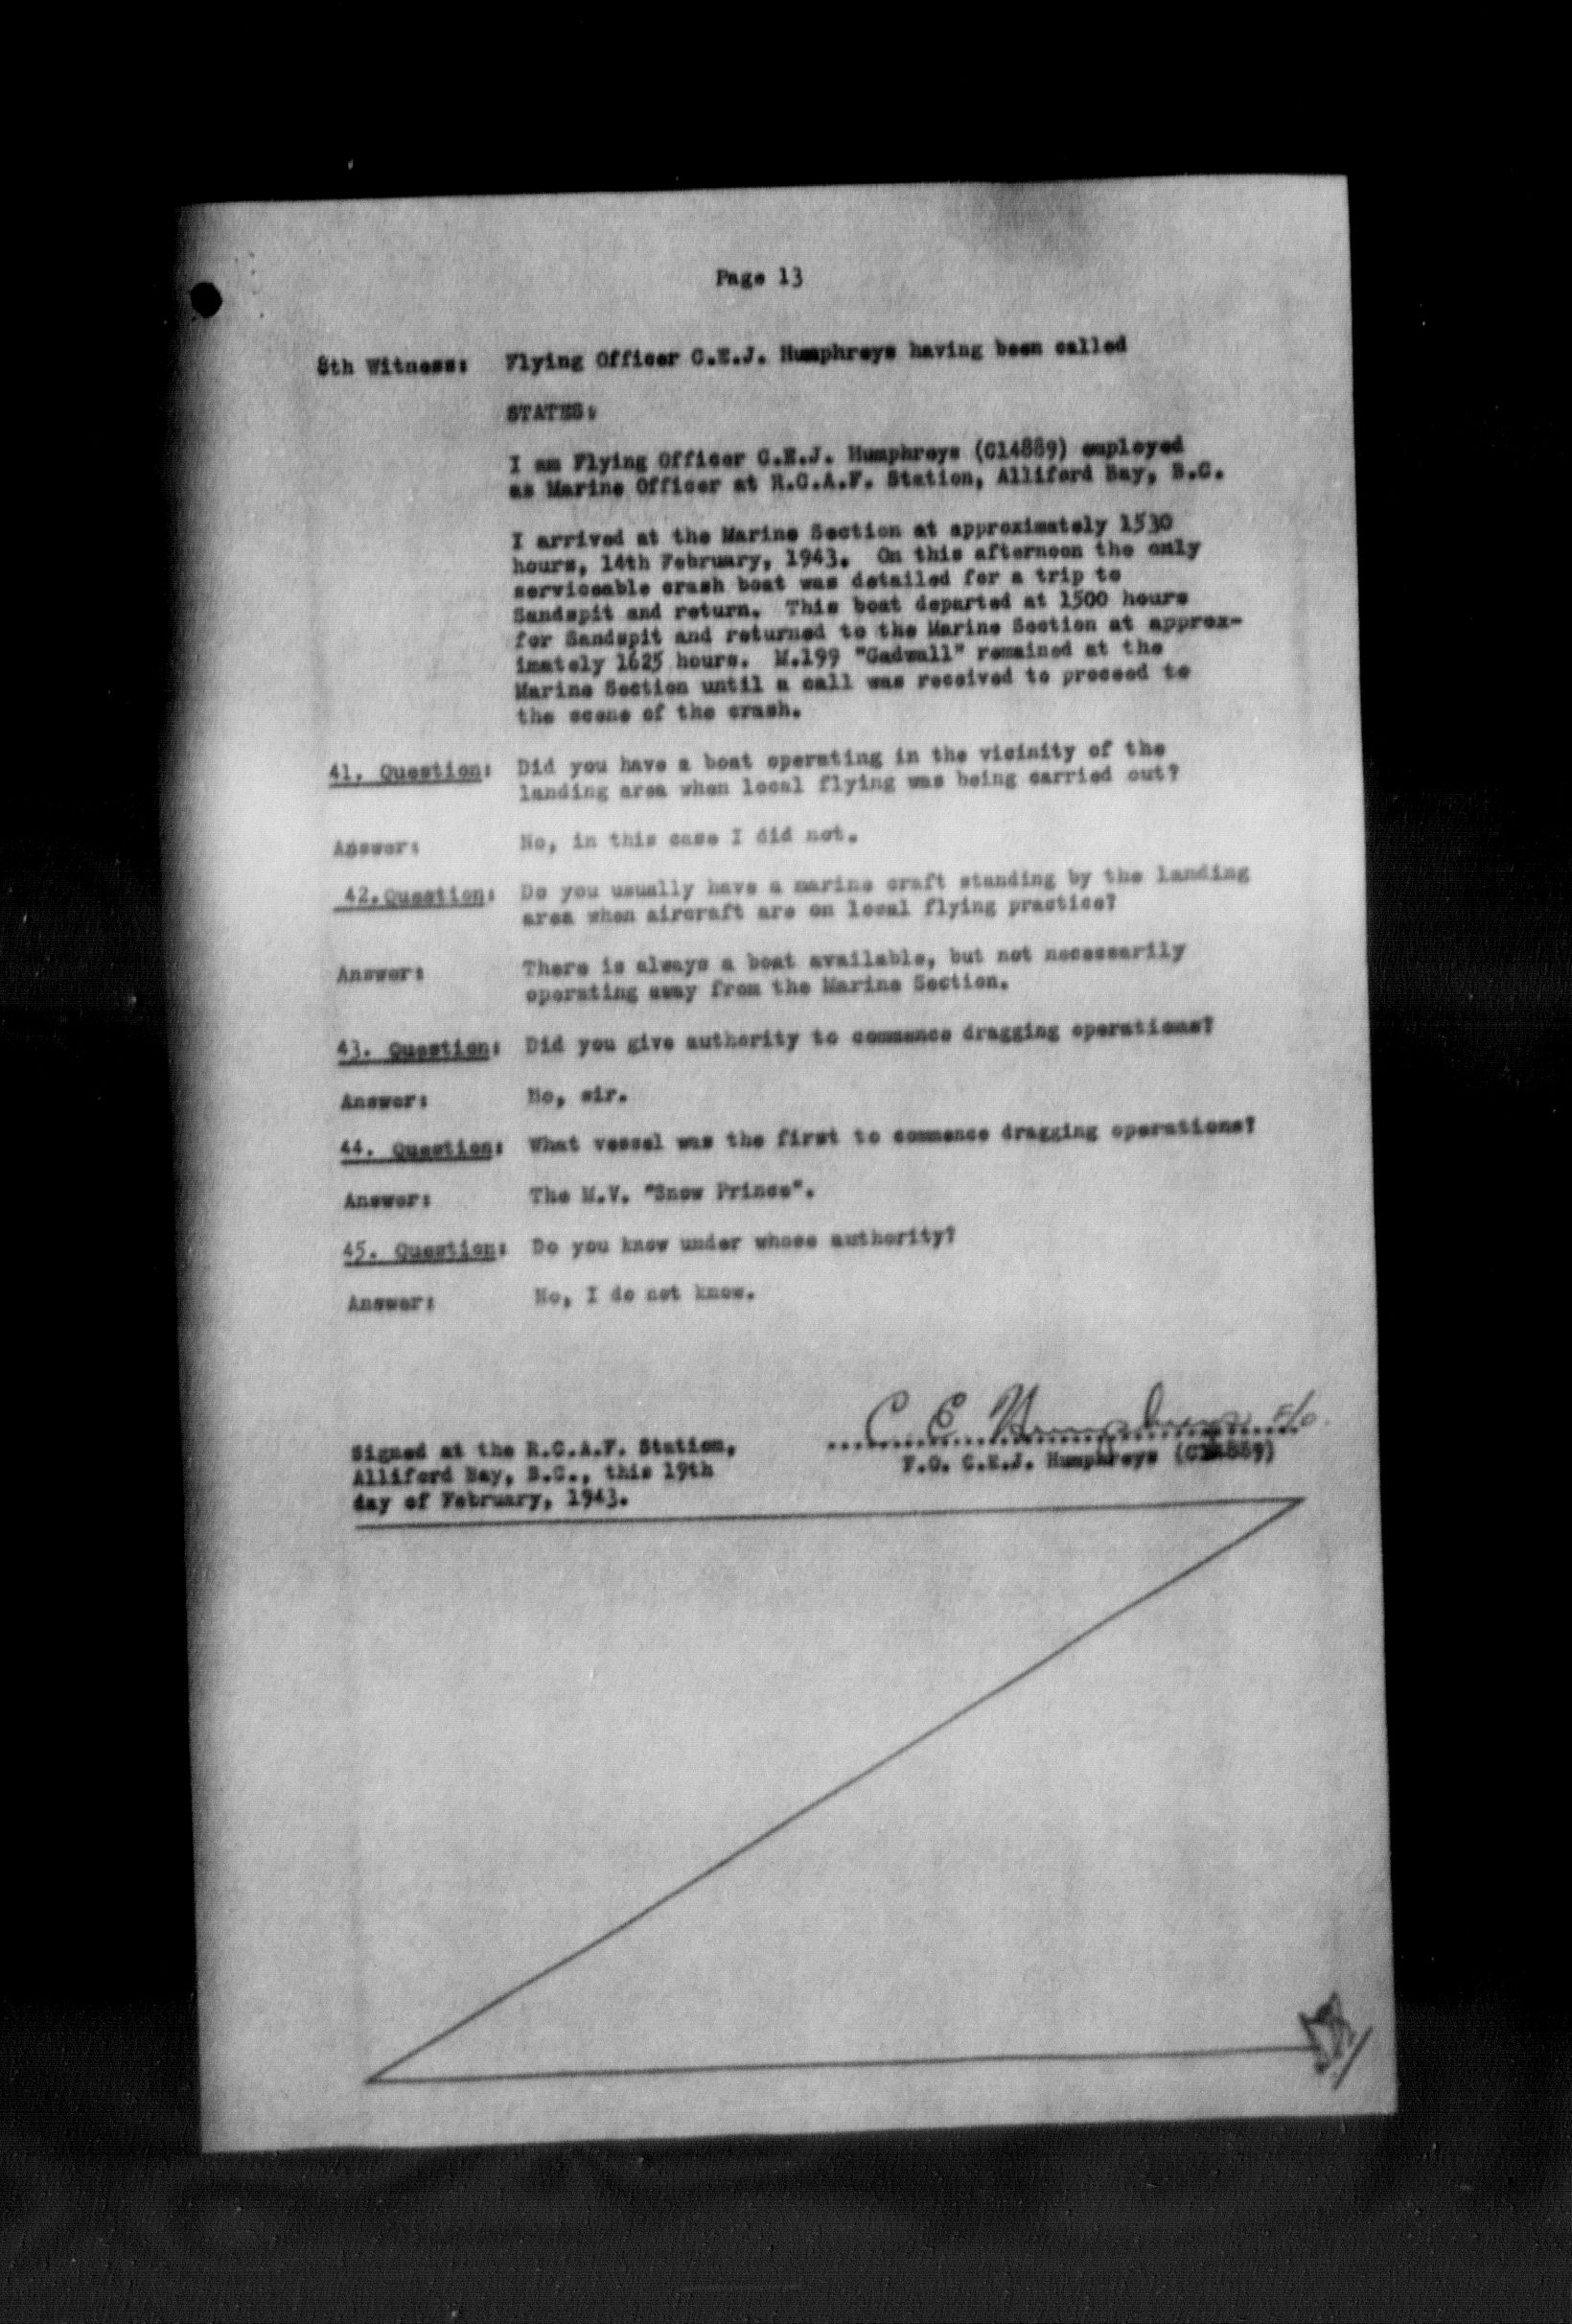 Page 13
8th Witness: Flying Officer C.E.J. Humphreys having been called
STATES:
I am Flying Officer C.E.J. Humphreys (C14889) employed
as Marine Officer at R.C.A.F. Station, Alliford Bay, B.C.
I arrived at the Marine Section at approximately 1530
hours, 14th February, 1943. On this afternoon the only
serviceable crash boat was detailed for a trip to
Sandspit and return. This boat departed at 1500 hours
for Sandspit and returned to the Marine Section at approx-
imately 1625 hours. M.199 "Gadwall" remained at the
Marine Section until a call was received to proceed to
the scene of the crash.
41. Question: Did you have a boat operating in the vicinity of the
landing area when local flying was being carried out?
Answer: No, in this case I did not.
42.Question: Do you usually have a marine craft standing by the landing
area when aircraft are on local flying practice?
Answer: There is always a boat available, but not necessarily
operating away from the Marine Section.
43. Question: Did you give authority to commence dragging operations?
Answer: No, sir.
44. Question: What vessel was the first to commence dragging operations?
Answer: The M.V. "Snow Prince".
45. Question: Do you know under whose authority?
Answer: No, I do not know.
C E Humphreys F/O.
Signed at the R.C.A.F. Station,
Alliford Bay, B.C., this 19th
day of February, 1943.
F.O. C.E.J. Humphreys (C14889)